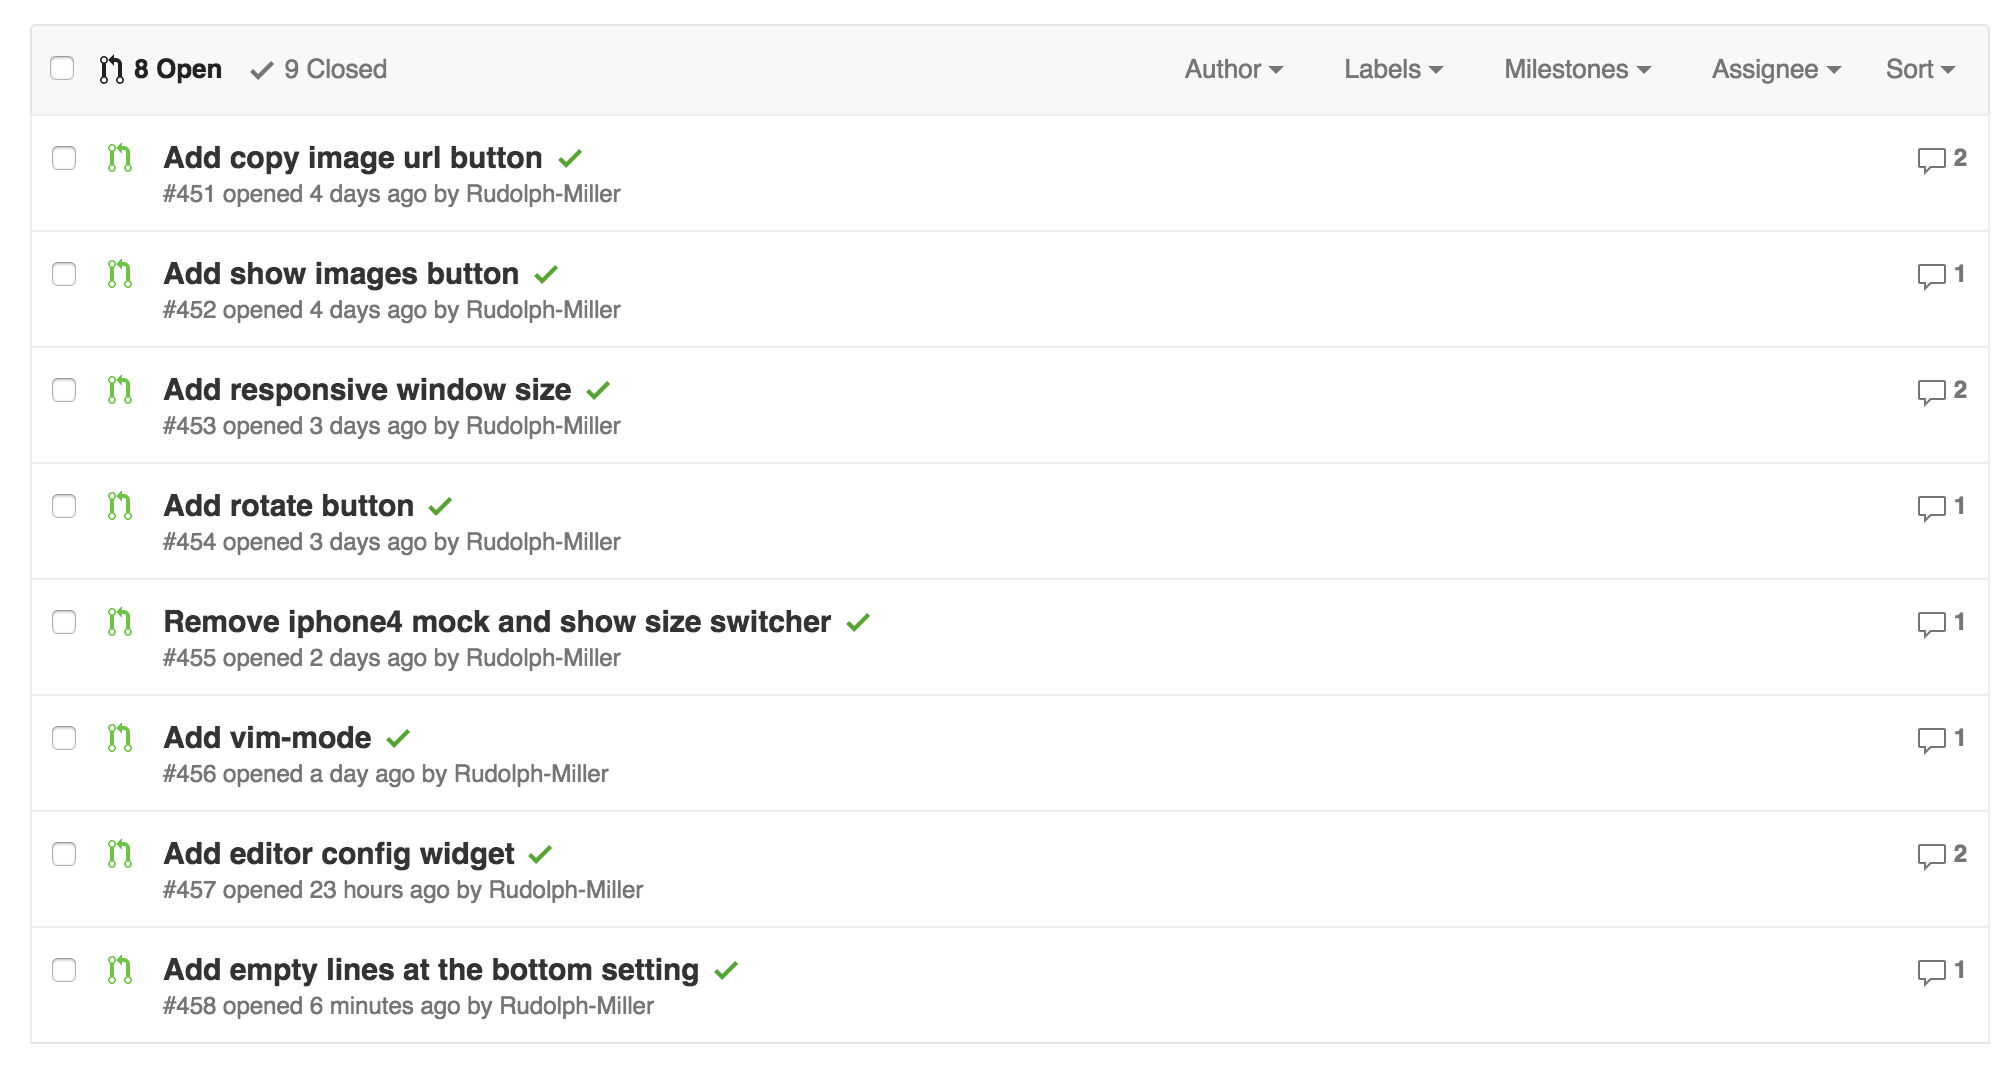 8 Open 9 Closed Author Labels Milestones Assignee Sort
Add copy image url button 2
#451 opened 4 days ago by Rudolph-Miller
Add show images button 1
#452 opened 4 days ago by Rudolph-Miller
Add responsive window size 2
#453 opened 3 days ago by Rudolph-Miller
Add rotate button 1
#454 opened 3 days ago by Rudolph-Miller
Remove iphone4 mock and show size switcher 1
#455 opened 2 days ago by Rudolph-Miller
Add vim-mode 1
#456 opened a day ago by Rudolph-Miller
Add editor config widget 2
#457 opened 23 hours ago by Rudolph-Miller
Add empty lines at the bottom setting 1
#458 opened 6 minutes ago by Rudolph-Miller